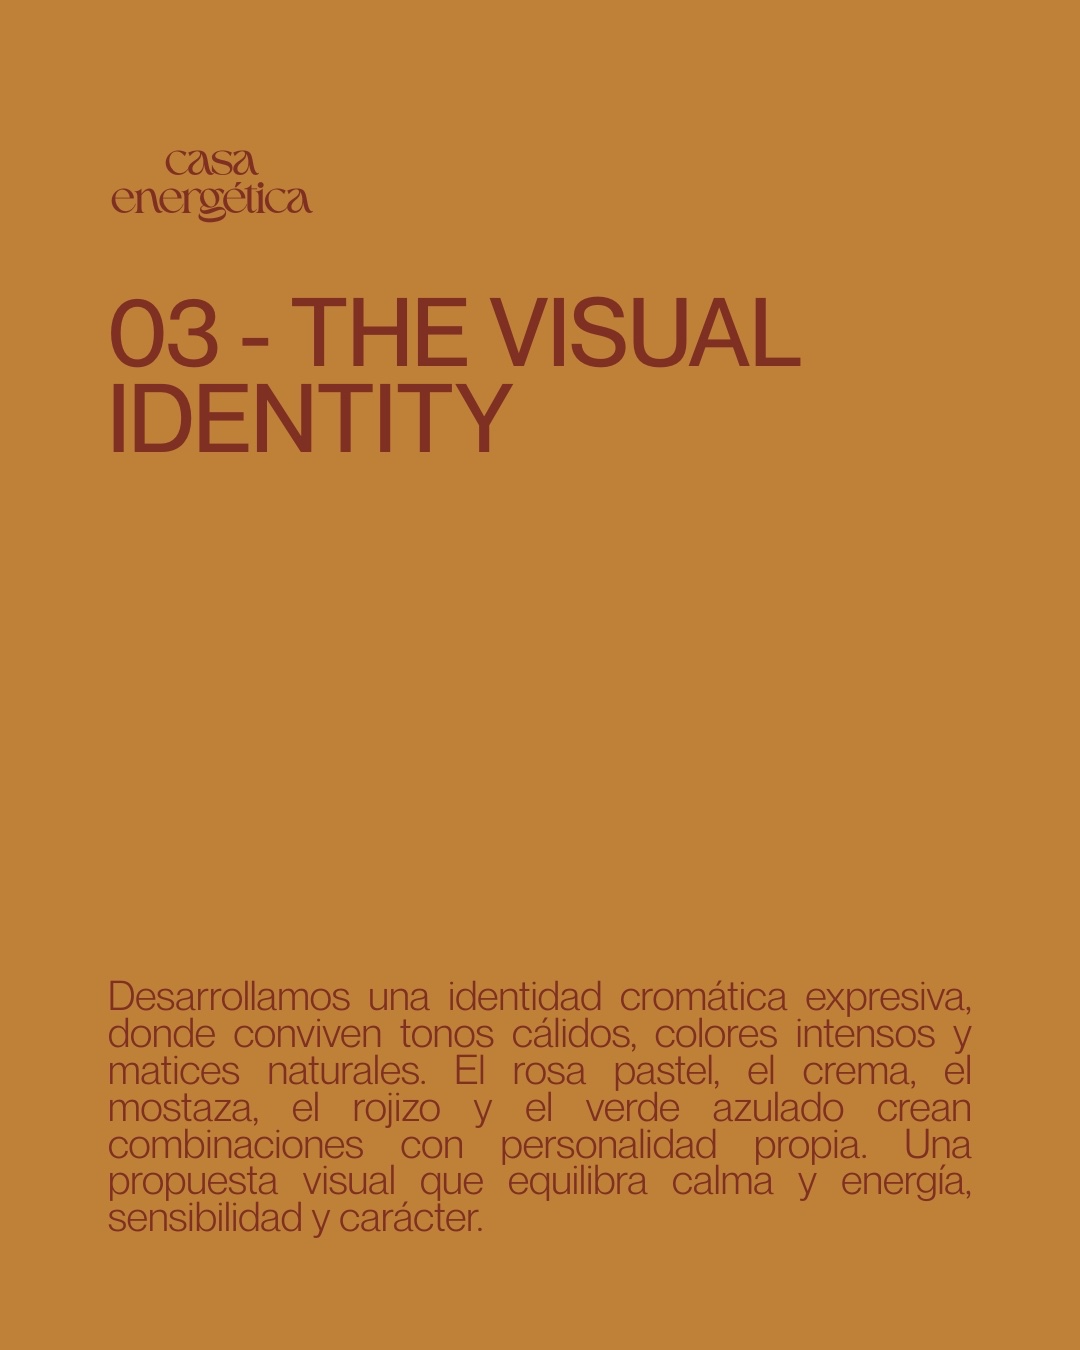 casa
energética
03 - THE VISUAL
IDENTITY
Desarrollamos una identidad cromática expresiva,
donde conviven tonos cálidos, colores intensos y
matices naturales. El rosa pastel, el crema, el
mostaza, el rojizo y el verde azulado crean
combinaciones con personalidad propia. Una
propuesta visual que equilibra calma y energía,
sensibilidad y carácter.